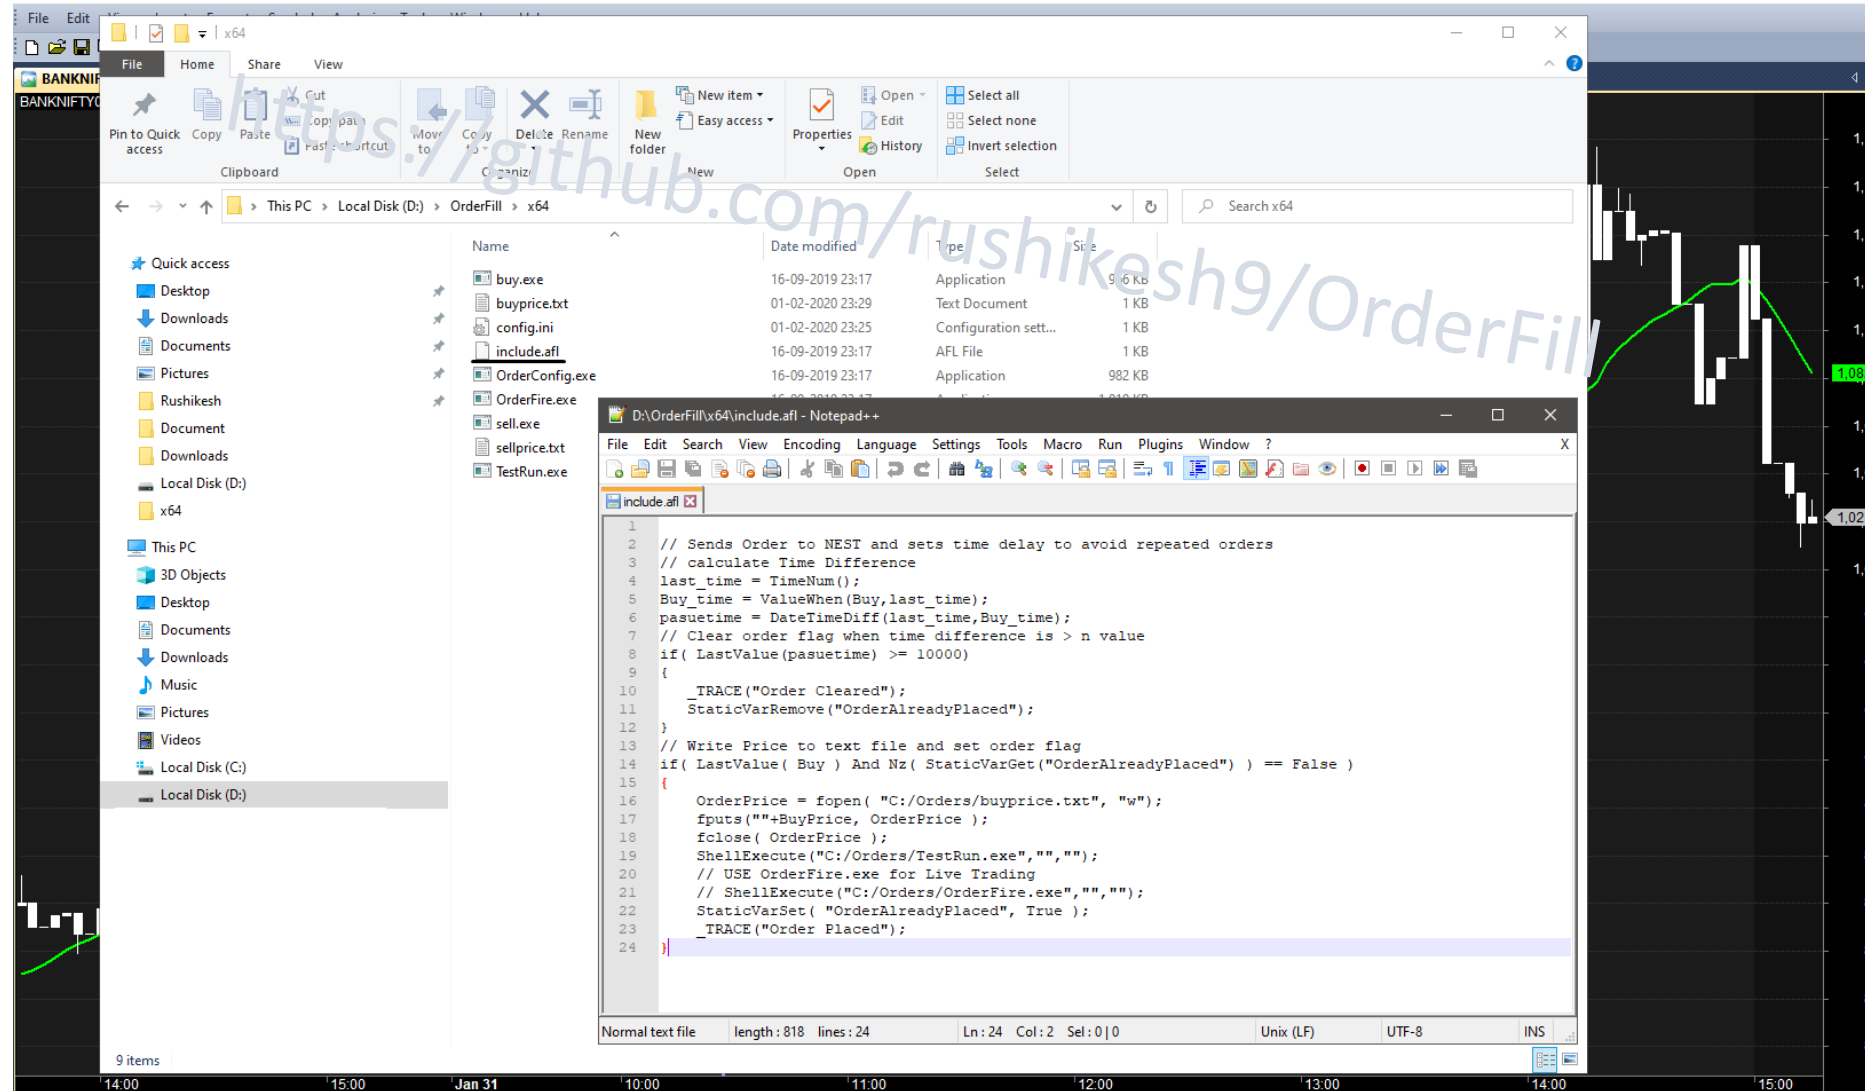 File Edit
x64
BANKNIF
BANKNIFTY
File Home Share View
Pin to Quick access
Copy
Paste
Cut
Copy path
Paste shortcut
Move to
Copy to
Delete
Rename
New folder
New item
Easy access
Properties
Open
Edit
History
Select all
Select none
Invert selection
Clipboard
Organize
New
Open
Select
https://github.com/rushikesh9/OrderFill
This PC > Local Disk (D:) > OrderFill > x64
Search x64
Name Date modified Type Size
buy.exe 16-09-2019 23:17 Application 966 KB
buyprice.txt 01-02-2020 23:29 Text Document 1 KB
config.ini 01-02-2020 23:25 Configuration sett... 1 KB
include.afl 16-09-2019 23:17 AFL File 1 KB
OrderConfig.exe 16-09-2019 23:17 Application 982 KB
OrderFire.exe
sell.exe
sellprice.txt
TestRun.exe
Quick access
Desktop
Downloads
Documents
Pictures
Rushikesh
Document
Downloads
Local Disk (D:)
x64
This PC
3D Objects
Desktop
Documents
Downloads
Music
Pictures
Videos
Local Disk (C:)
Local Disk (D:)
D:\OrderFill\x64\include.afl - Notepad++
File Edit Search View Encoding Language Settings Tools Macro Run Plugins Window ? X
include.afl
1
2 // Sends Order to NEST and sets time delay to avoid repeated orders
3 // calculate Time Difference
4 last_time = TimeNum();
5 Buy_time = ValueWhen(Buy,last_time);
6 pasuetime = DateTimeDiff(last_time,Buy_time);
7 // Clear order flag when time difference is > n value
8 if( LastValue(pasuetime) >= 10000)
9 {
10 _TRACE("Order Cleared");
11 StaticVarRemove("OrderAlreadyPlaced");
12 }
13 // Write Price to text file and set order flag
14 if( LastValue( Buy ) And Nz( StaticVarGet("OrderAlreadyPlaced") ) == False )
15 {
16 OrderPrice = fopen( "C:/Orders/buyprice.txt", "w");
17 fputs(""+BuyPrice, OrderPrice );
18 fclose( OrderPrice );
19 ShellExecute("C:/Orders/TestRun.exe","","");
20 // USE OrderFire.exe for Live Trading
21 // ShellExecute("C:/Orders/OrderFire.exe","","");
22 StaticVarSet( "OrderAlreadyPlaced", True );
23 _TRACE("Order Placed");
24 }
Normal text file length : 818 lines : 24 Ln : 24 Col : 2 Sel : 0 | 0 Unix (LF) UTF-8 INS
9 items
1,08
1,02
14:00 15:00 Jan 31 10:00 11:00 12:00 13:00 14:00 15:00